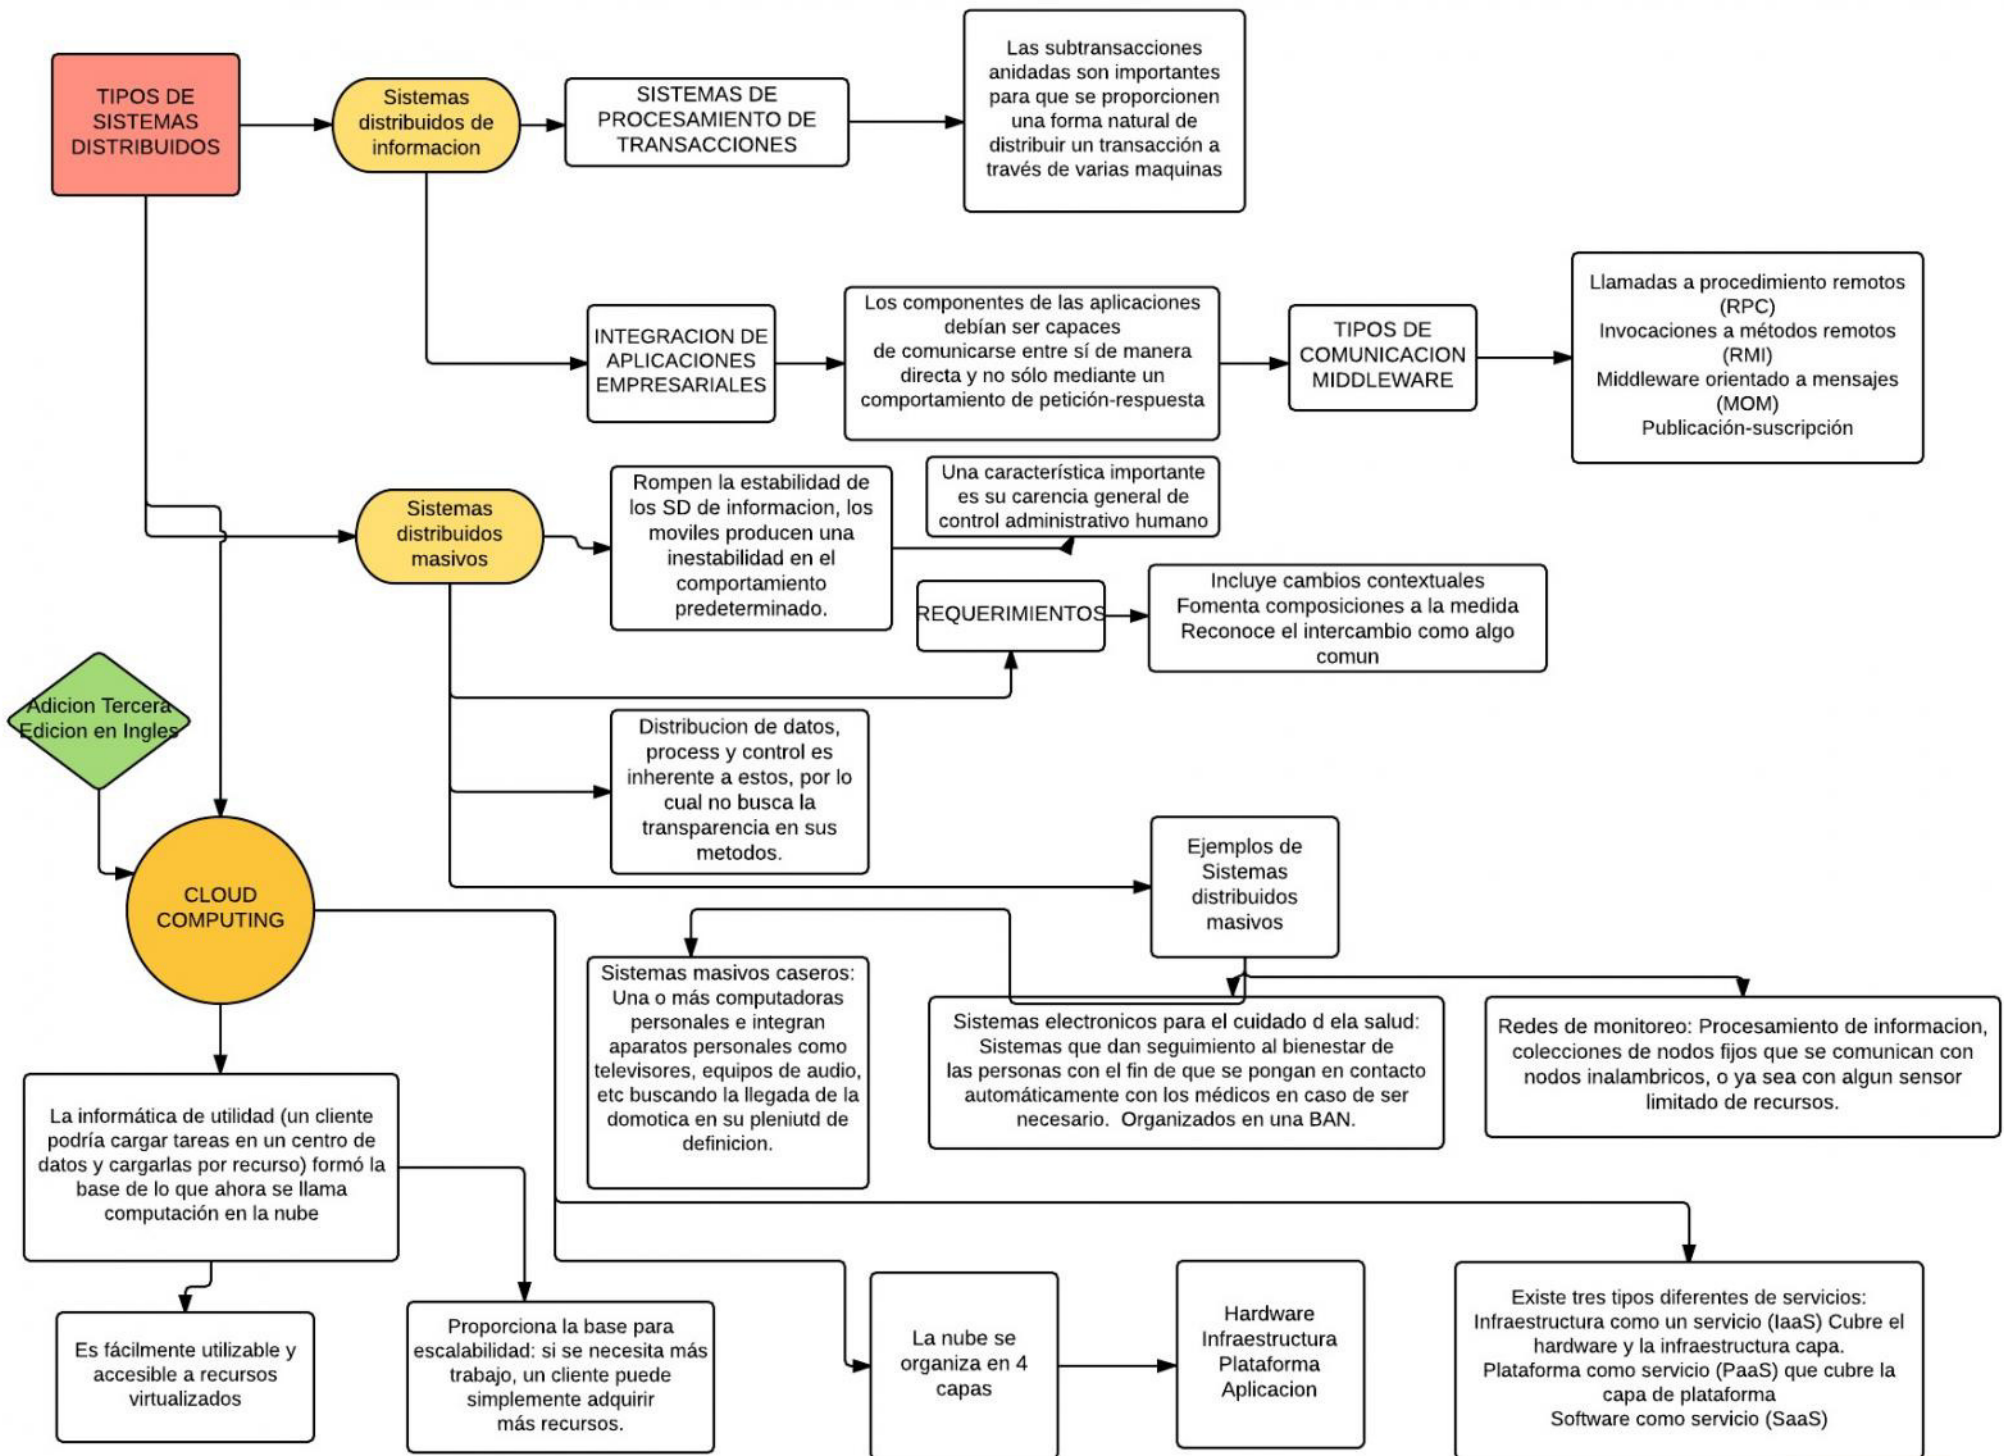 TIPOS DE
SISTEMAS
DISTRIBUIDOS
Sistemas
distribuidos de
informacion
SISTEMAS DE
PROCESAMIENTO DE
TRANSACCIONES
Las subtransacciones
anidadas son importantes
para que se proporcionen
una forma natural de
distribuir un transacción a
través de varias maquinas
INTEGRACION DE
APLICACIONES
EMPRESARIALES
Los componentes de las aplicaciones
debían ser capaces
de comunicarse entre sí de manera
directa y no sólo mediante un
comportamiento de petición-respuesta
TIPOS DE
COMUNICACION
MIDDLEWARE
Llamadas a procedimiento remotos
(RPC)
Invocaciones a métodos remotos
(RMI)
Middleware orientado a mensajes
(MOM)
Publicación-suscripción
Sistemas
distribuidos
masivos
Rompen la estabilidad de
los SD de informacion, los
moviles producen una
inestabilidad en el
comportamiento
predeterminado.
Una característica importante
es su carencia general de
control administrativo humano
REQUERIMIENTOS
Incluye cambios contextuales
Fomenta composiciones a la medida
Reconoce el intercambio como algo
comun
Adicion Tercera
Edicion en Ingles
Distribucion de datos,
process y control es
inherente a estos, por lo
cual no busca la
transparencia en sus
metodos.
CLOUD
COMPUTING
Ejemplos de
Sistemas
distribuidos
masivos
Sistemas masivos caseros:
Una o más computadoras
personales e integran
aparatos personales como
televisores, equipos de audio,
etc buscando la llegada de la
domotica en su pleniutd de
definicion.
Sistemas electronicos para el cuidado d ela salud:
Sistemas que dan seguimiento al bienestar de
las personas con el fin de que se pongan en contacto
automáticamente con los médicos en caso de ser
necesario.  Organizados en una BAN.
Redes de monitoreo: Procesamiento de informacion,
colecciones de nodos fijos que se comunican con
nodos inalambricos, o ya sea con algun sensor
limitado de recursos.
La informática de utilidad (un cliente
podría cargar tareas en un centro de
datos y cargarlas por recurso) formó la
base de lo que ahora se llama
computación en la nube
Es fácilmente utilizable y
accesible a recursos
virtualizados
Proporciona la base para
escalabilidad: si se necesita más
trabajo, un cliente puede
simplemente adquirir
más recursos.
La nube se
organiza en 4
capas
Hardware
Infraestructura
Plataforma
Aplicacion
Existe tres tipos diferentes de servicios:
Infraestructura como un servicio (IaaS) Cubre el
hardware y la infraestructura capa.
Plataforma como servicio (PaaS) que cubre la
capa de plataforma
Software como servicio (SaaS)